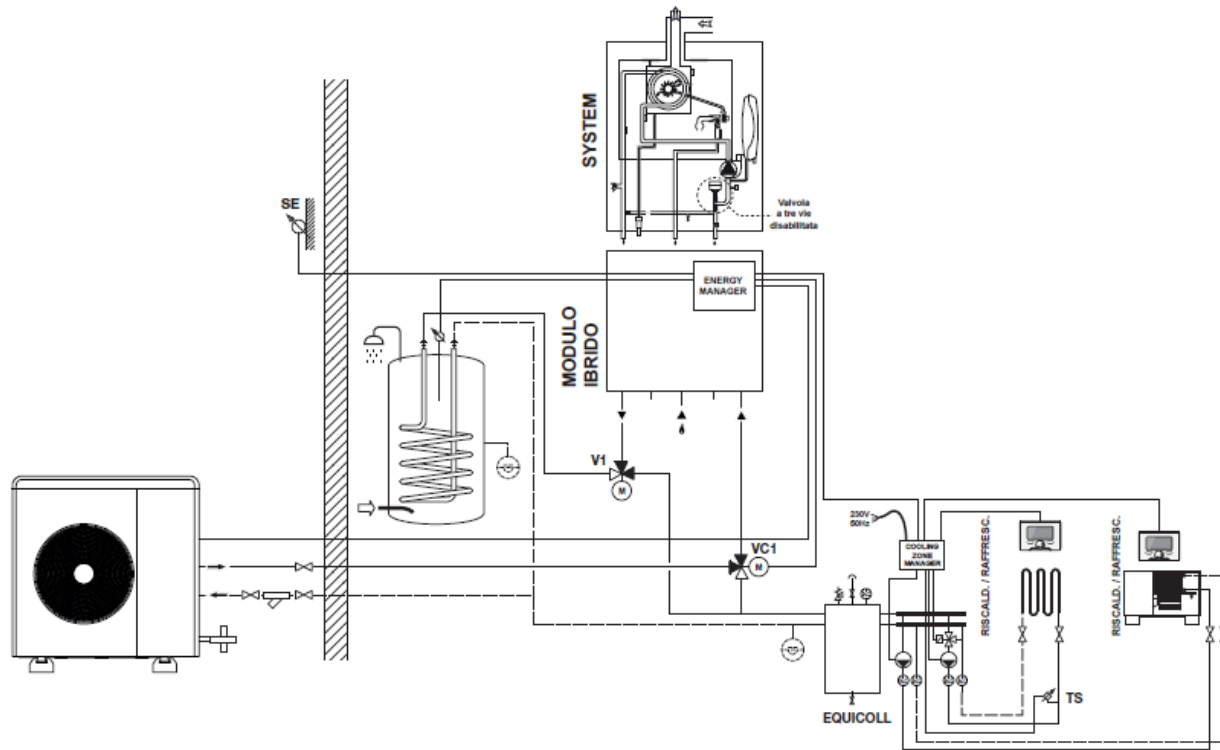 SYSTEM
Valvola
a tre vie
disabilitata
SE
ENERGY
MANAGER
MODULO
IBRIDO
V1
M
VC1
M
230V
50Hz
COOLING
ZONE
MANAGER
RISCALD. / RAFFRESC.
RISCALD. / RAFFRESC.
TS
EQUICOLL